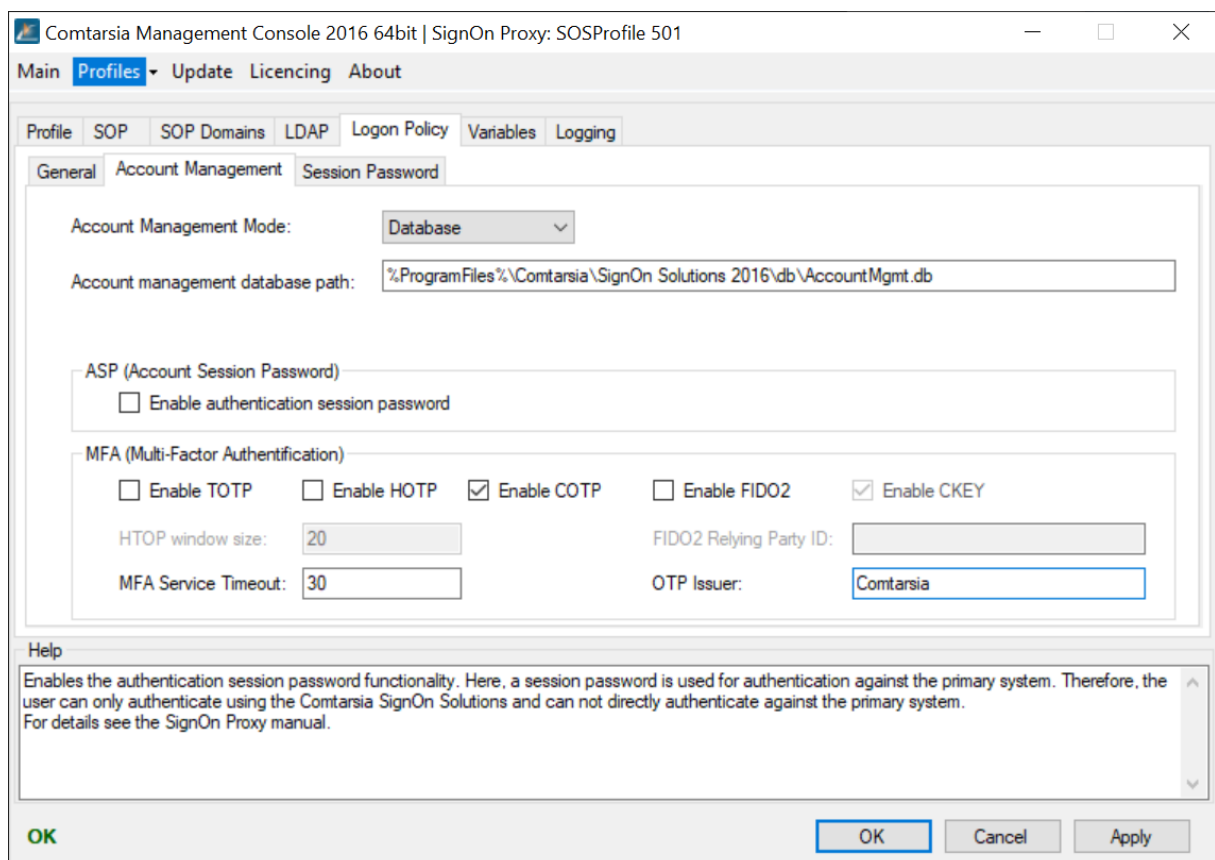 Comtarsia Management Console 2016 64bit | SignOn Proxy: SOSProfile 501
Main Profiles Update Licencing About
Profile SOP SOP Domains LDAP Logon Policy Variables Logging
General Account Management Session Password
Account Management Mode: Database
Account management database path: %ProgramFiles%\Comtarsia\SignOn Solutions 2016\db\AccountMgmt.db
ASP (Account Session Password)
Enable authentication session password
MFA (Multi-Factor Authentification)
Enable TOTP Enable HOTP Enable COTP Enable FIDO2 Enable CKEY
HTOP window size: 20 FIDO2 Relying Party ID:
MFA Service Timeout: 30 OTP Issuer: Comtarsia
Help
Enables the authentication session password functionality. Here, a session password is used for authentication against the primary system. Therefore, the
user can only authenticate using the Comtarsia SignOn Solutions and can not directly authenticate against the primary system.
For details see the SignOn Proxy manual.
OK OK Cancel Apply